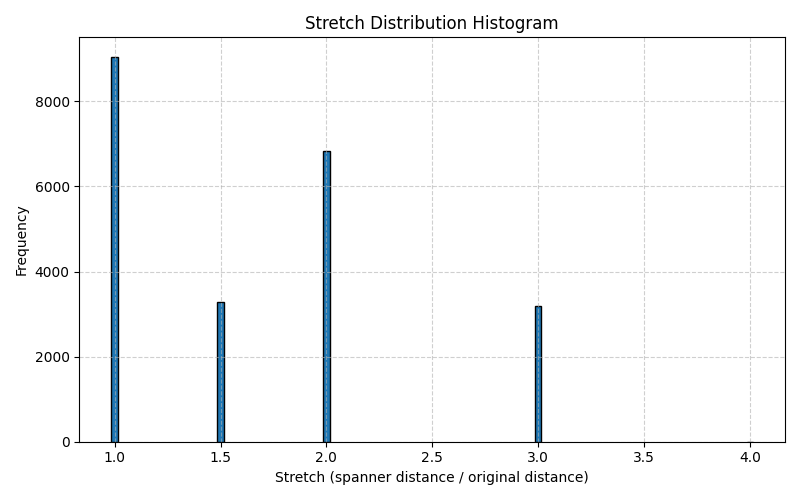 Stretch Distribution Histogram
Frequency
8000
6000
4000
2000
0
1.0 1.5 2.0 2.5 3.0 3.5 4.0
Stretch (spanner distance / original distance)